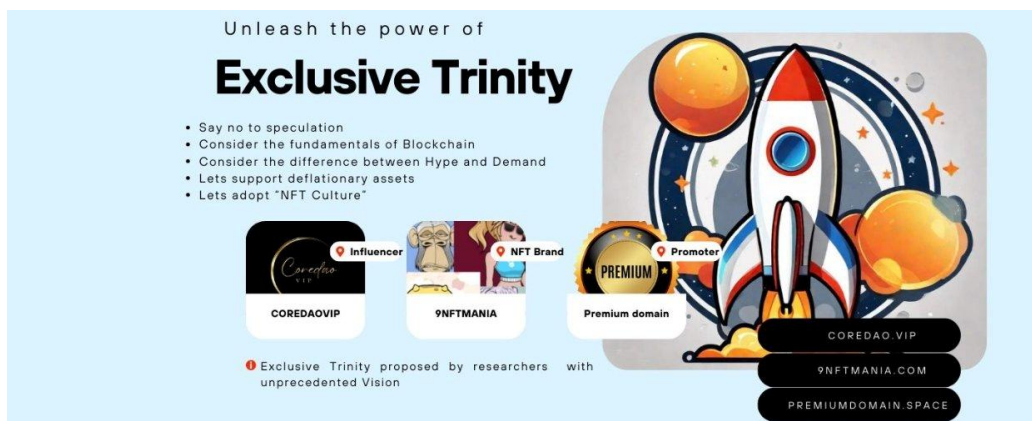 Unleash the power of
Exclusive Trinity
• Say no to speculation
• Consider the fundamentals of Blockchain
• Consider the difference between Hype and Demand
• Lets support deflationary assets
• Lets adopt "NFT Culture"
Coredao
VIP
Influencer
COREDAOVIP
NFT Brand
9NFTMANIA
PREMIUM
Promoter
Premium domain
Exclusive Trinity proposed by researchers with
unprecedented Vision
COREDAO.VIP
9NFTMANIA.COM
PREMIUMDOMAIN.SPACE